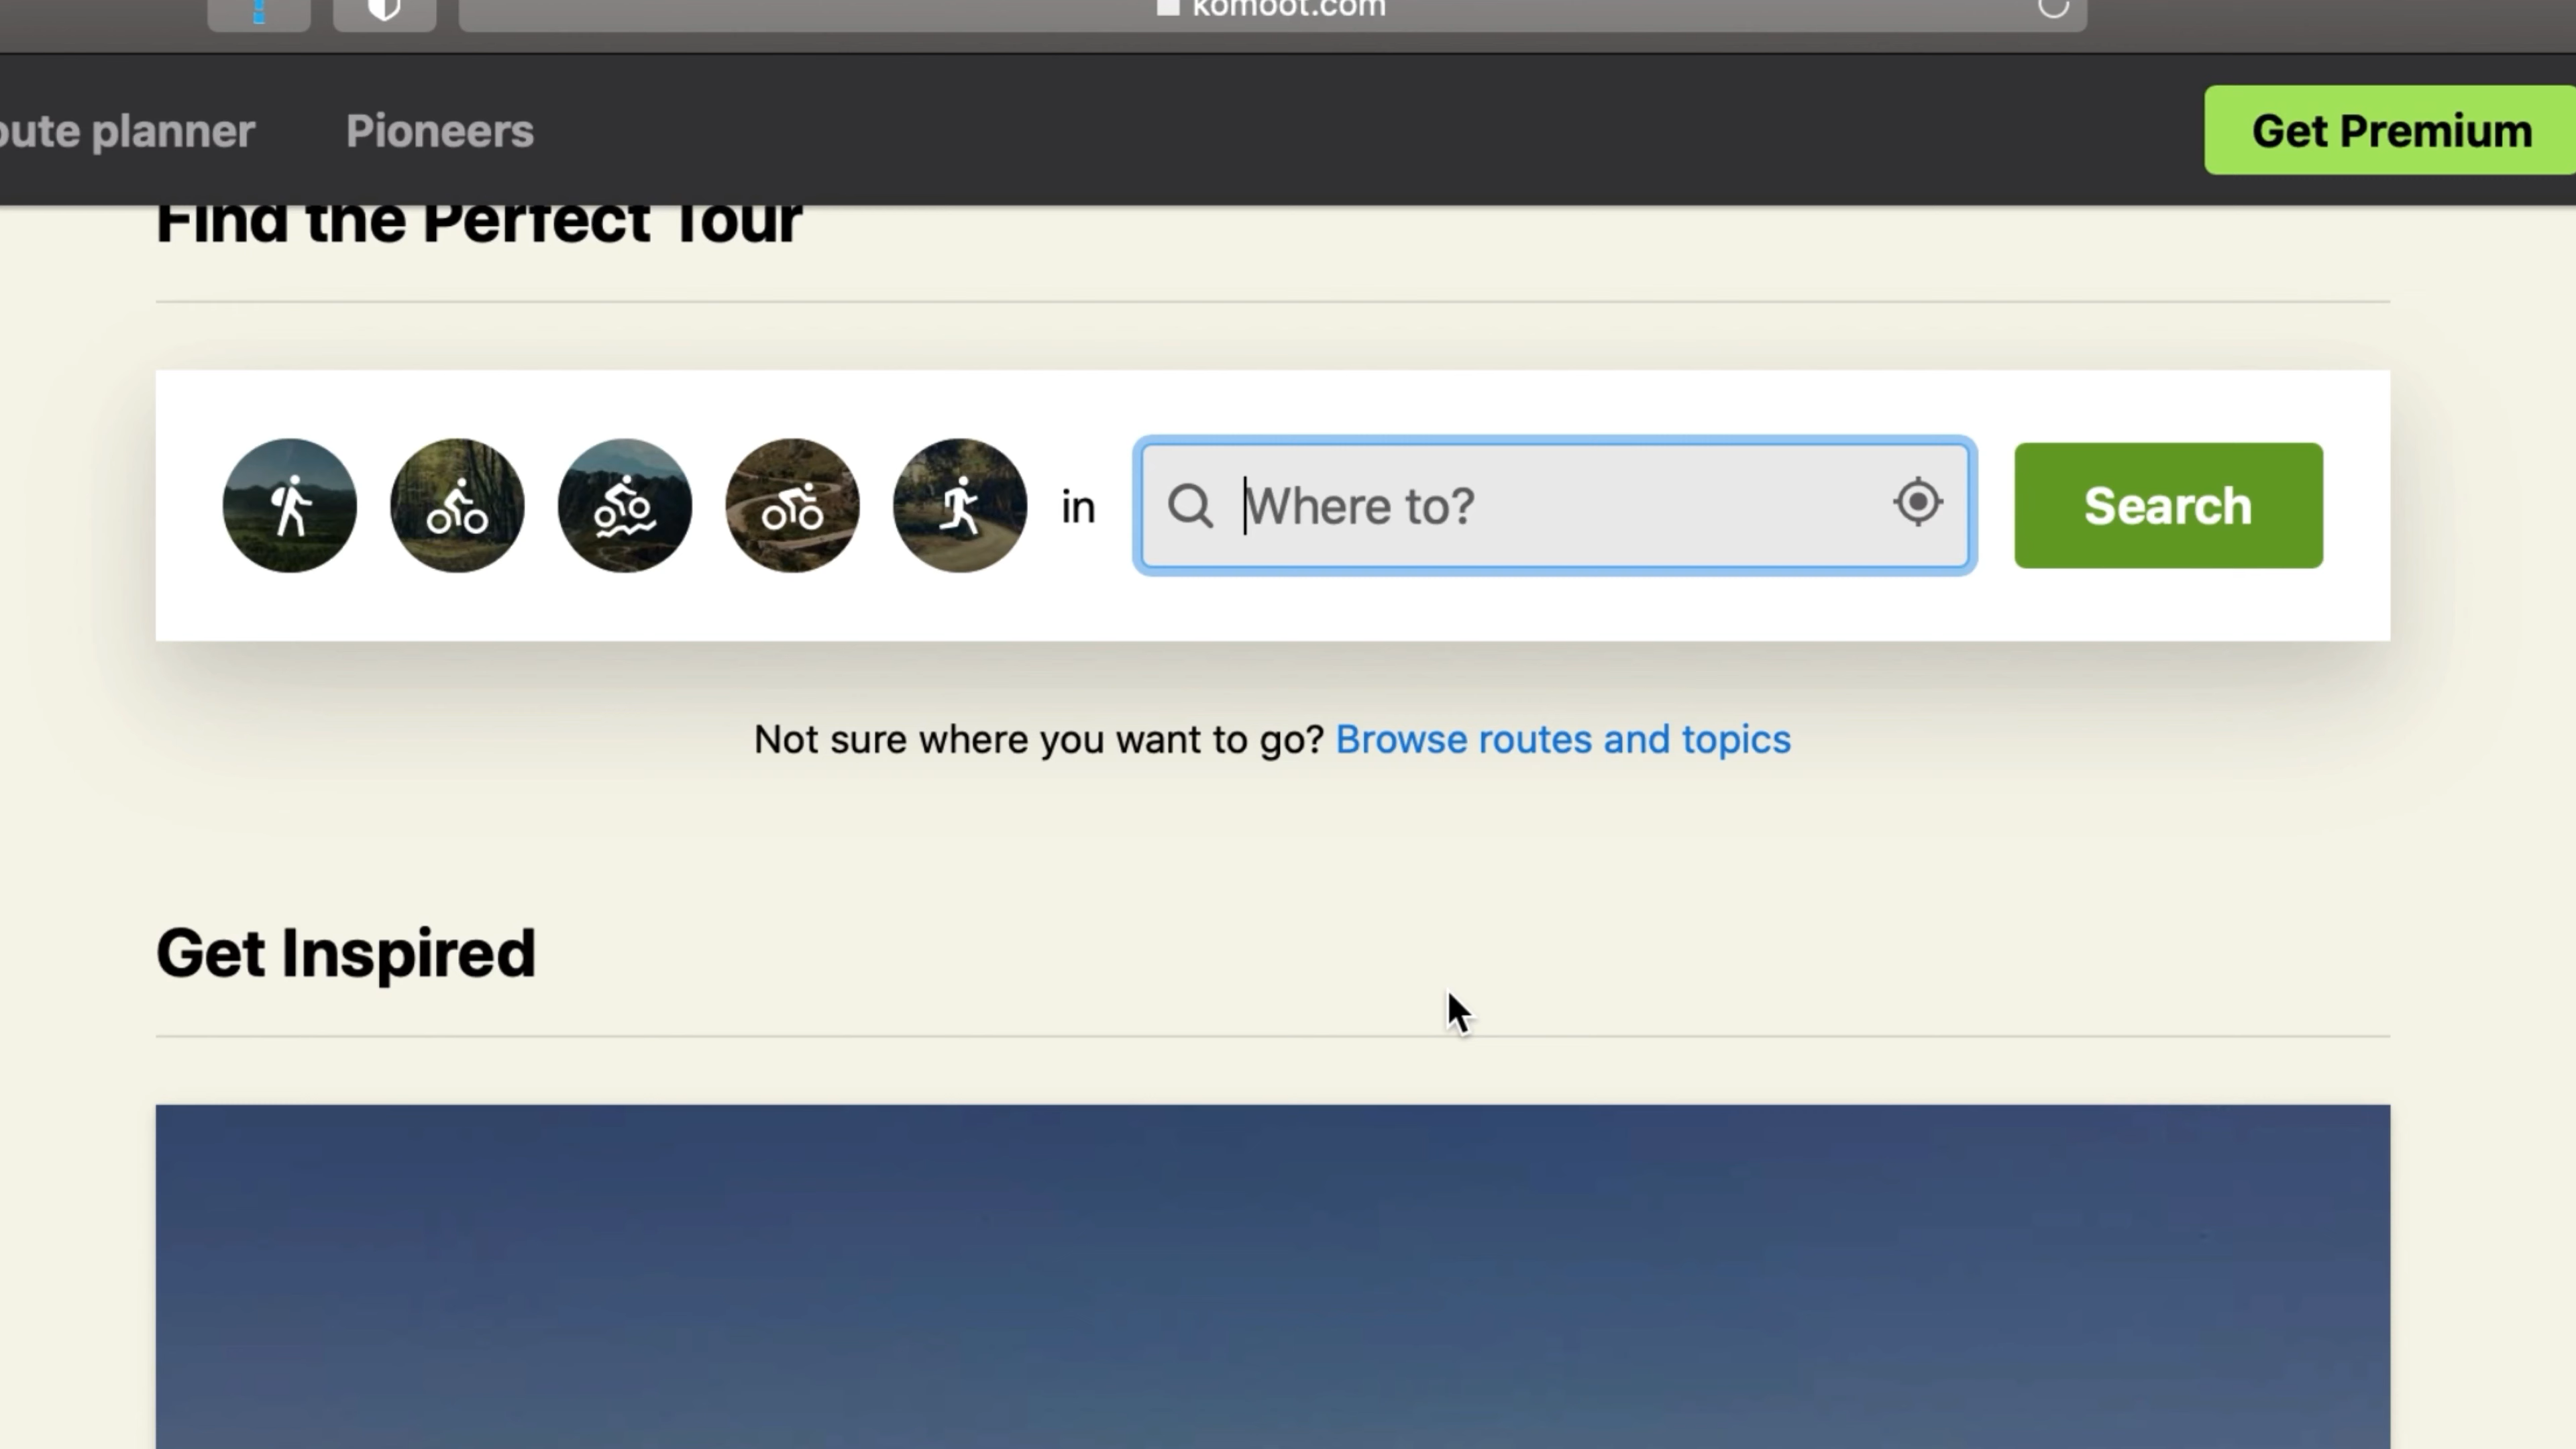 komoot.com
oute planner
Pioneers
Get Premium
Find the Perfect Tour
in
Where to?
Search
Not sure where you want to go? Browse routes and topics
Get Inspired